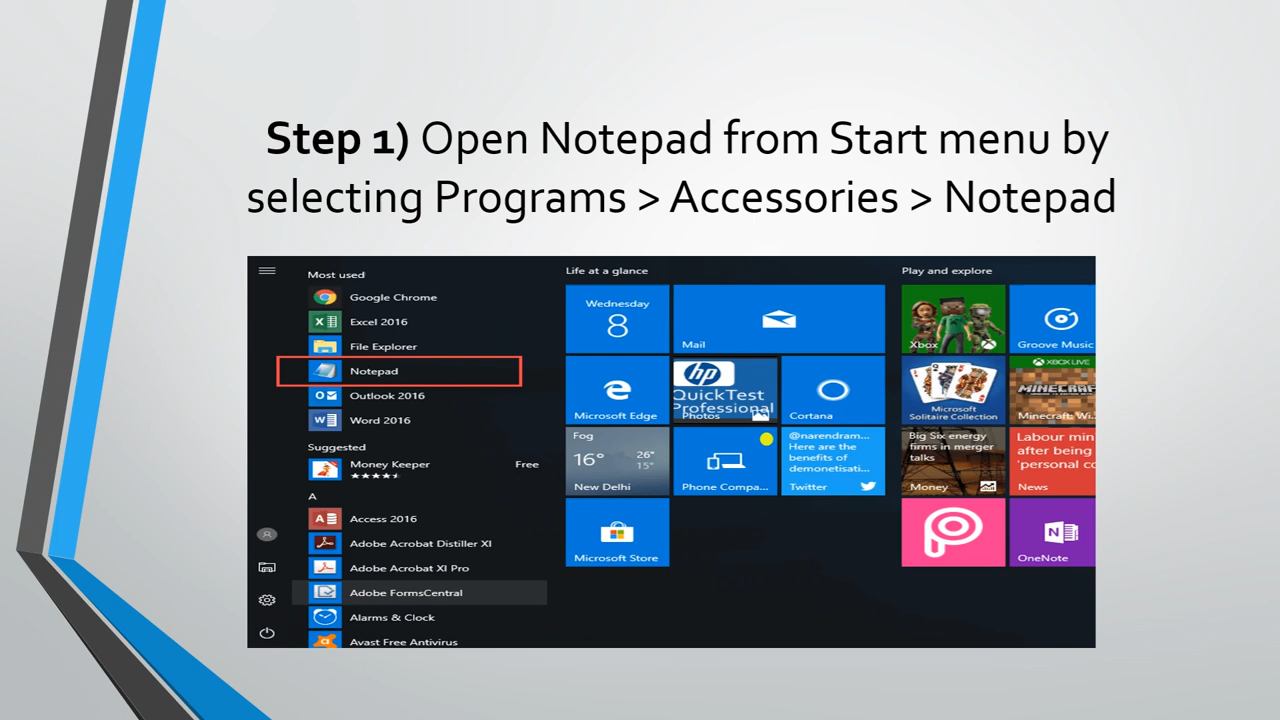 Step 1) Open Notepad from Start menu by
selecting Programs > Accessories > Notepad
Most used
Google Chrome
Excel 2016
File Explorer
Notepad
Outlook 2016
Word 2016
Suggested
Money Keeper
Free
A
Access 2016
Adobe Acrobat Distiller XI
Adobe Acrobat XI Pro
Adobe FormsCentral
Alarms & Clock
Avast Free Antivirus
Life at a glance
Wednesday
8
Mail
Microsoft Edge
hp
QuickTest
Professional
Photos
Cortana
Fog
16°
26°
15°
New Delhi
Phone Compa...
@narendram...
Here are the
benefits of
demonetisati...
Twitter
Microsoft Store
Play and explore
Xbox
Groove Music
Microsoft
Solitaire Collection
XBOX LIVE
MINECRAFT
Minecraft: Wi...
Big Six energy
firms in merger
talks
Money
Labour min
after being
'personal co
News
OneNote